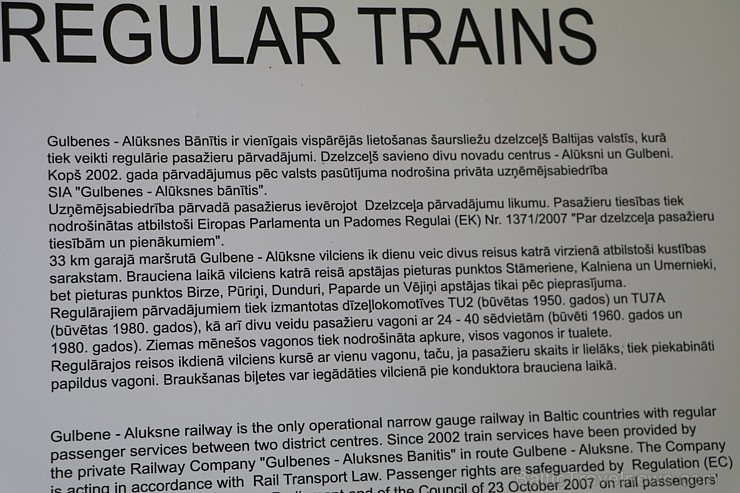 REGULAR TRAINS
Gulbenes - Alūksnes Bānītis ir vienīgais vispārējās lietošanas šaursliežu dzelzceļš Baltijas valstīs, kurā
tiek veikti regulārie pasažieru pārvadājumi. Dzelzceļš savieno divu novadu centrus - Alūksni un Gulbeni.
Kopš 2002. gada pārvadājumus pēc valsts pasūtījuma nodrošina privāta uzņēmējsabiedrība
SIA "Gulbenes - Alūksnes bānītis".
Uzņēmējsabiedrība pārvadā pasažierus ievērojot Dzelzceļa pārvadājumu likumu. Pasažieru tiesības tiek
nodrošinātas atbilstoši Eiropas Parlamenta un Padomes Regulai (EK) Nr. 1371/2007 "Par dzelzceļa pasažieru
tiesībām un pienākumiem".
33 km garajā maršrutā Gulbene - Alūksne vilciens ik dienu veic divus reisus katrā virzienā atbilstoši kustības
sarakstam. Brauciena laikā vilciens katrā reisā apstājas pieturas punktos Stāmeriene, Kalniena un Umernieki,
bet pieturas punktos Birze, Pūriņi, Dunduri, Paparde un Vējiņi apstājas tikai pēc pieprasījuma.
Regulārajiem pārvadājumiem tiek izmantotas dīzeļlokomotīves TU2 (būvētas 1950. gados) un TU7A
(būvētas 1980. gados), kā arī divu veidu pasažieru vagoni ar 24 - 40 sēdvietām (būvēti 1960. gados un
1980. gados). Ziemas mēnešos vagonos tiek nodrošināta apkure, visos vagonos ir tualete.
Regulārajos reisos ikdienā vilciens kursē ar vienu vagonu, taču, ja pasažieru skaits ir lielāks, tiek piekabināti
papildus vagoni. Braukšanas biļetes var iegādāties vilcienā pie konduktora brauciena laikā.
Gulbene - Aluksne railway is the only operational narrow gauge railway in Baltic countries with regular
passenger services between two district centres. Since 2002 train services have been provided by
the private Railway Company "Gulbenes - Aluksnes Banitis" in route Gulbene - Aluksne. The Company
is acting in accordance with Rail Transport Law. Passenger rights are safeguarded by Regulation (EC)
and of the Council of 23 October 2007 on rail passengers'